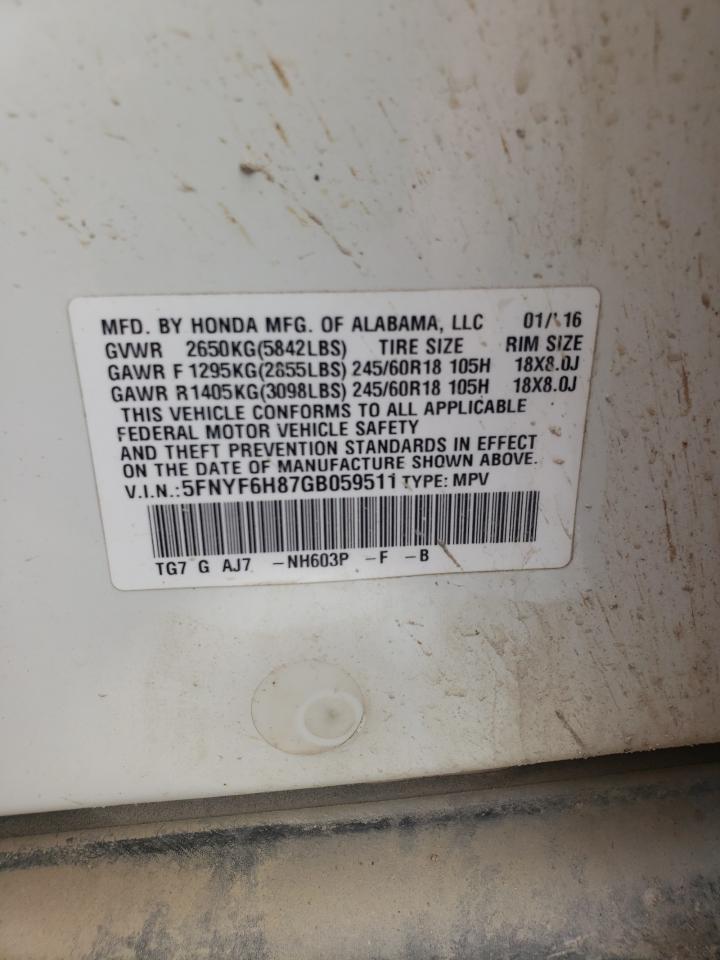 MFD. BY HONDA MFG. OF ALABAMA, LLC 01/ 16
GVWR 2650KG(5842LBS) TIRE SIZE RIM SIZE
GAWR F 1295KG(2855LBS) 245/60R18 105H 18X8.0J
GAWR R1405KG(3098LBS) 245/60R18 105H 18X8.0J
THIS VEHICLE CONFORMS TO ALL APPLICABLE
FEDERAL MOTOR VEHICLE SAFETY
AND THEFT PREVENTION STANDARDS IN EFFECT
ON THE DATE OF MANUFACTURE SHOWN ABOVE.
V.I.N.:5FNYF6H87GB059511 TYPE: MPV
TG7 G AJ7 -NH603P -F -B